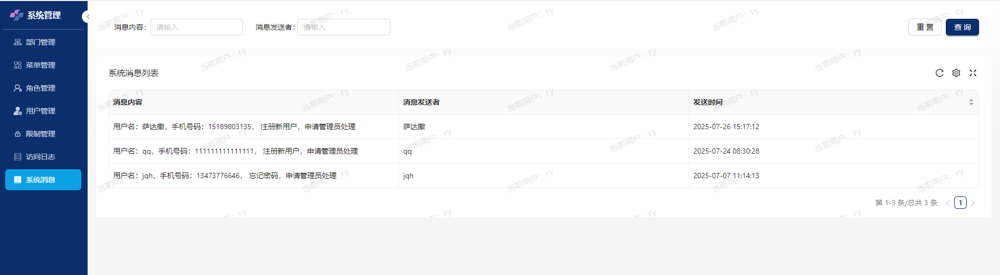 系统管理
部门管理
菜单管理
角色管理
用户管理
限制管理
访问日志
系统消息
消息内容： 请输入 消息发送者： 请输入 重 置 查 询
系统消息列表
消息内容 消息发送者 发送时间
用户名：萨达撒，手机号码：15189803135， 注册新用户，申请管理员处理 萨达撒 2025-07-26 15:17:12
用户名：qq，手机号码：111111111111111， 注册新用户，申请管理员处理 qq 2025-07-24 08:30:28
用户名：jqh，手机号码：13473776646， 忘记密码，申请管理员处理 jqh 2025-07-07 11:14:13
第 1-3 条/总共 3 条 1
当前用户：ry